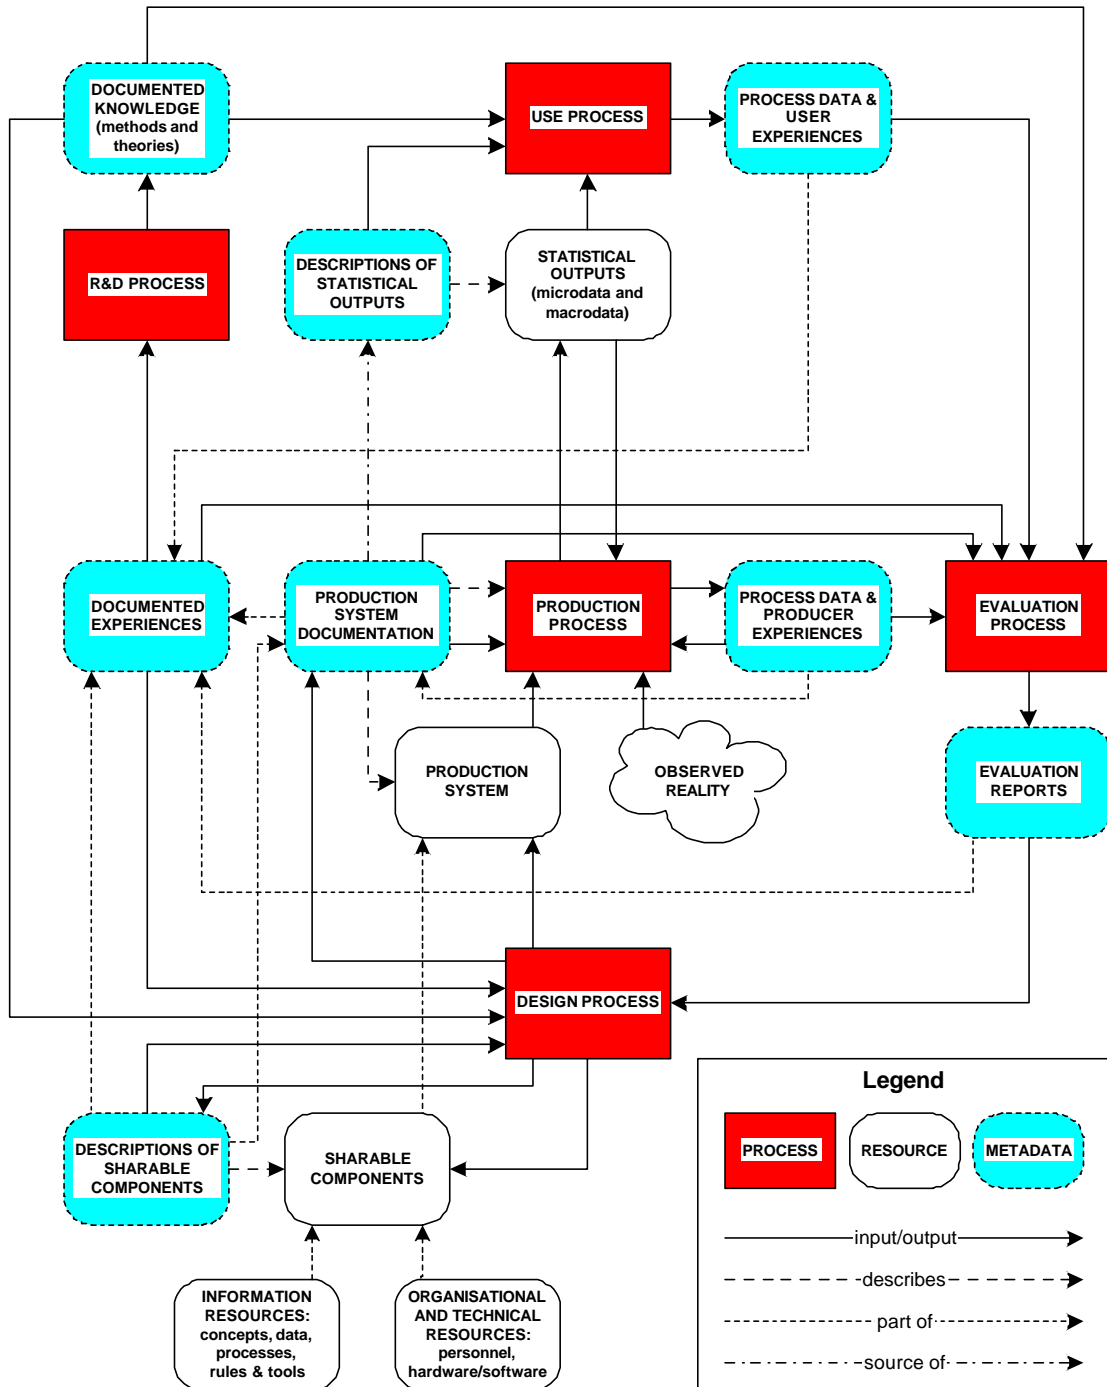 DOCUMENTED
KNOWLEDGE
(methods and
theories)
USE PROCESS
PROCESS DATA &
USER
EXPERIENCES
R&D PROCESS
DESCRIPTIONS OF
STATISTICAL
OUTPUTS
STATISTICAL
OUTPUTS
(microdata and
macrodata)
DOCUMENTED
EXPERIENCES
PRODUCTION
SYSTEM
DOCUMENTATION
PRODUCTION
PROCESS
PROCESS DATA &
PRODUCER
EXPERIENCES
EVALUATION
PROCESS
PRODUCTION
SYSTEM
OBSERVED
REALITY
EVALUATION
REPORTS
DESIGN PROCESS
DESCRIPTIONS OF
SHARABLE
COMPONENTS
SHARABLE
COMPONENTS
INFORMATION
RESOURCES:
concepts, data,
processes,
rules & tools
ORGANISATIONAL
AND TECHNICAL
RESOURCES:
personnel,
hardware/software
Legend
PROCESS
RESOURCE
METADATA
input/output
describes
part of
source of